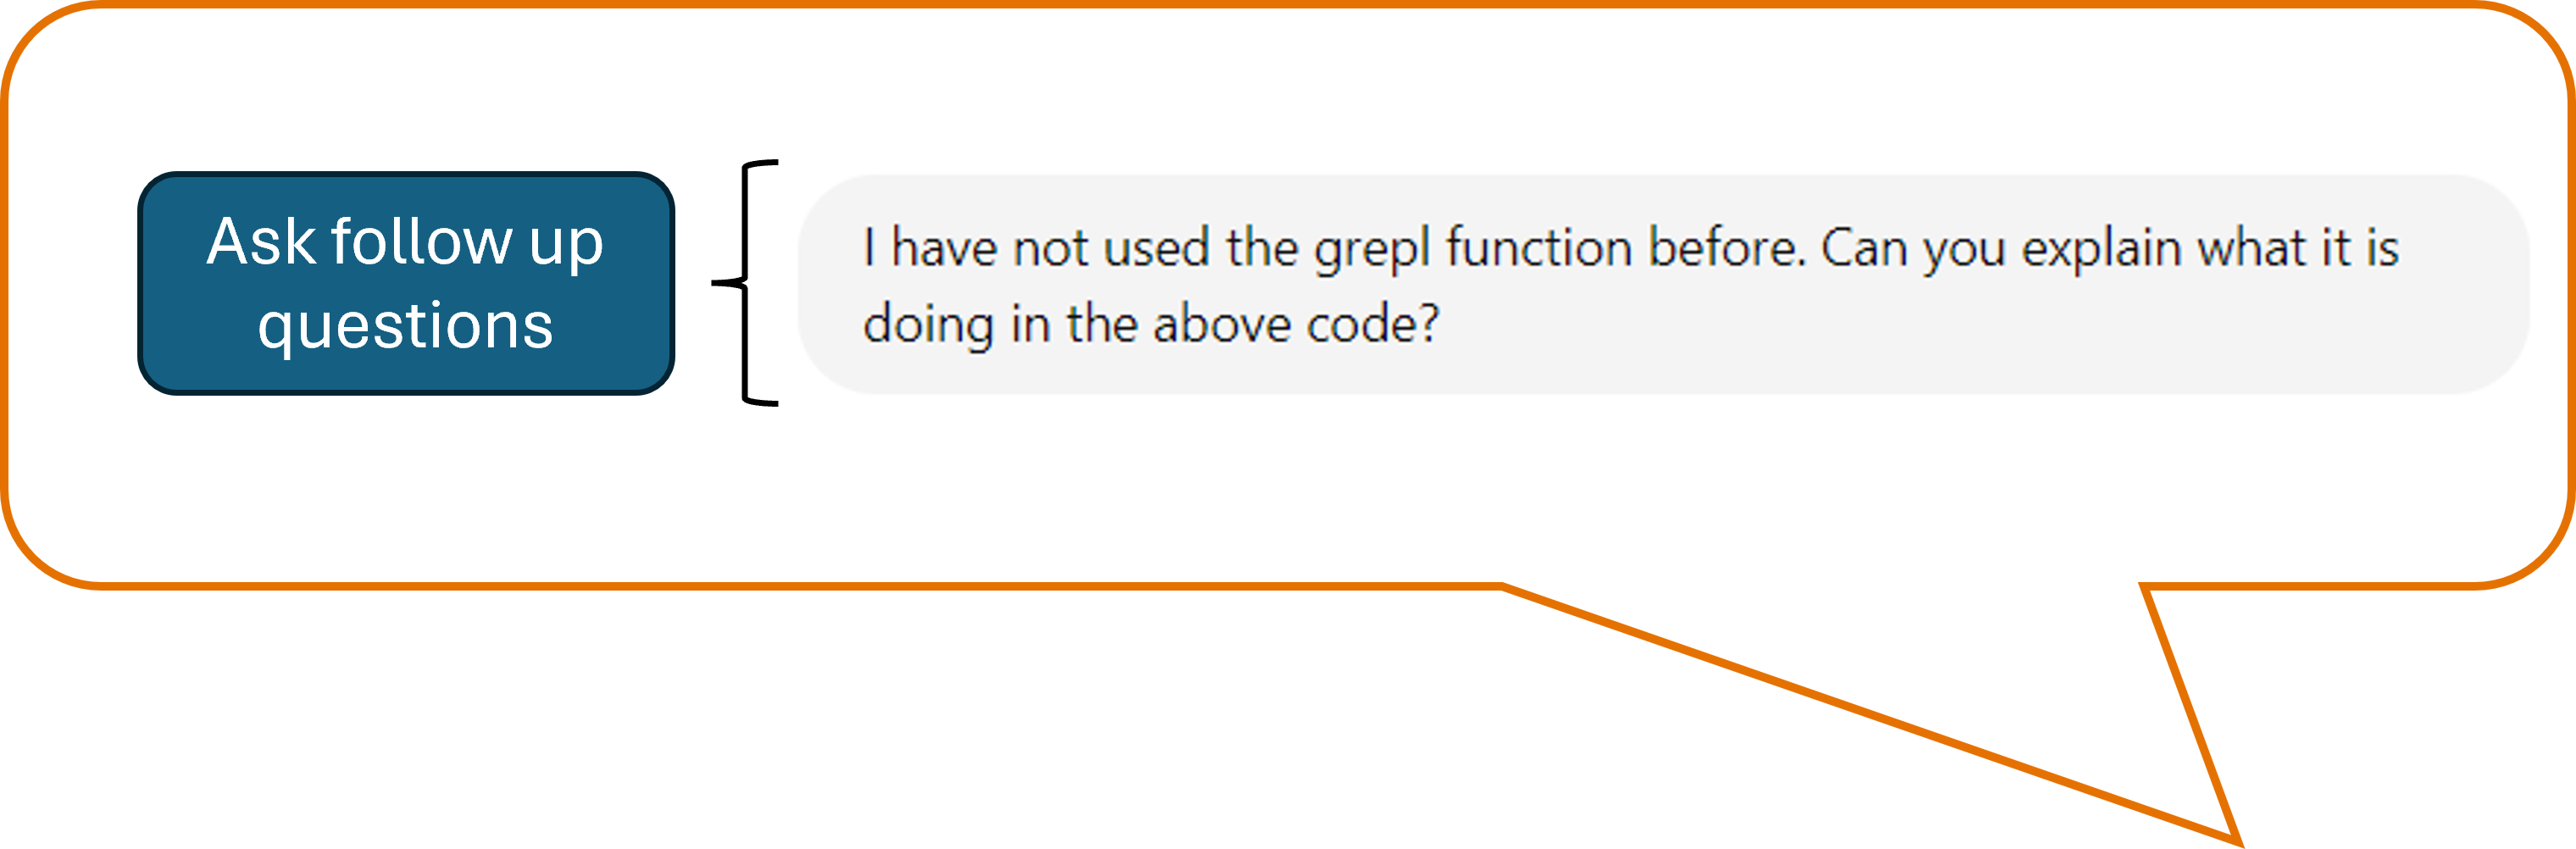 Ask follow up
questions
I have not used the grepl function before. Can you explain what it is
doing in the above code?